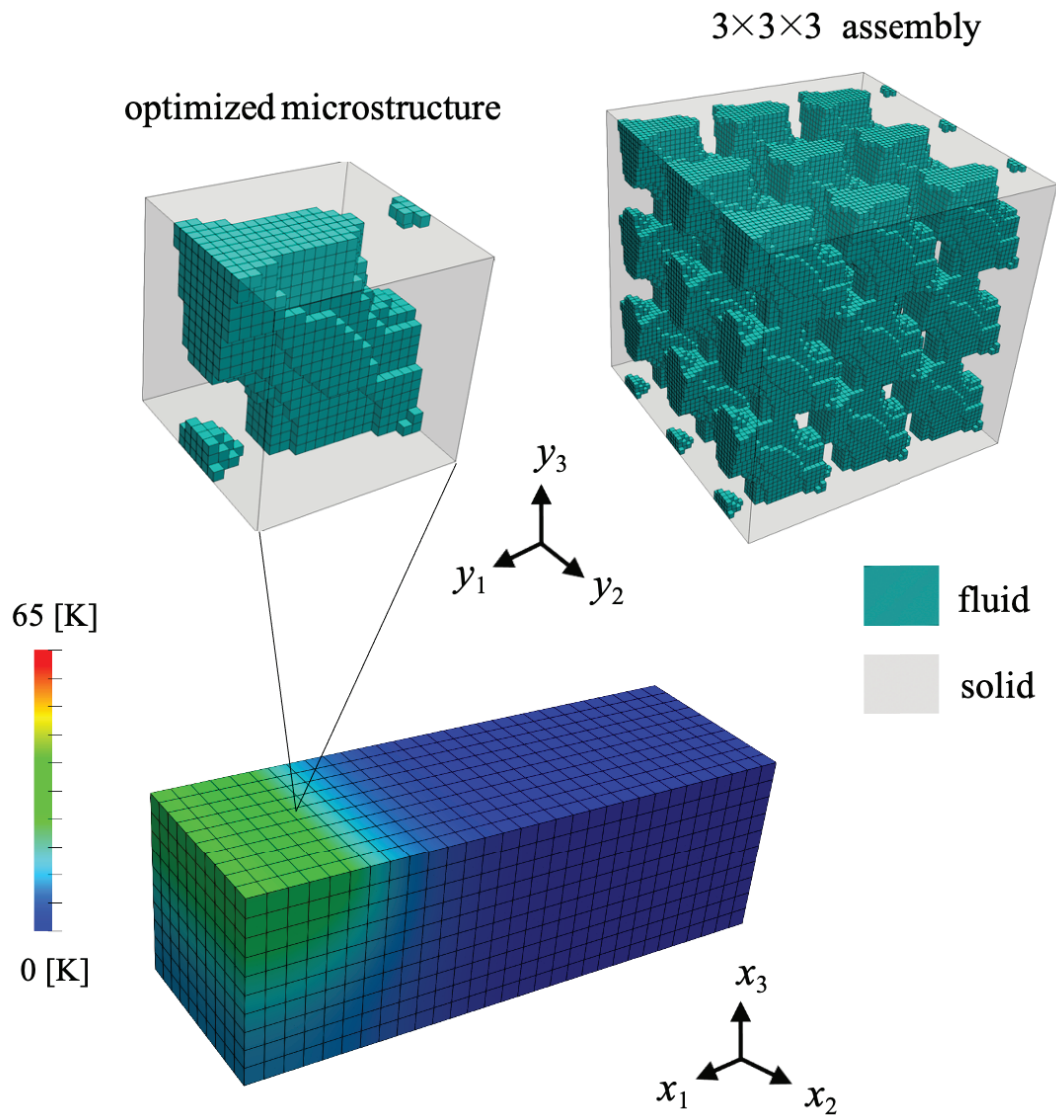 3×3×3 assembly
optimized microstructure
y₃
y₁
y₂
fluid
solid
65 [K]
0 [K]
x₃
x₁
x₂